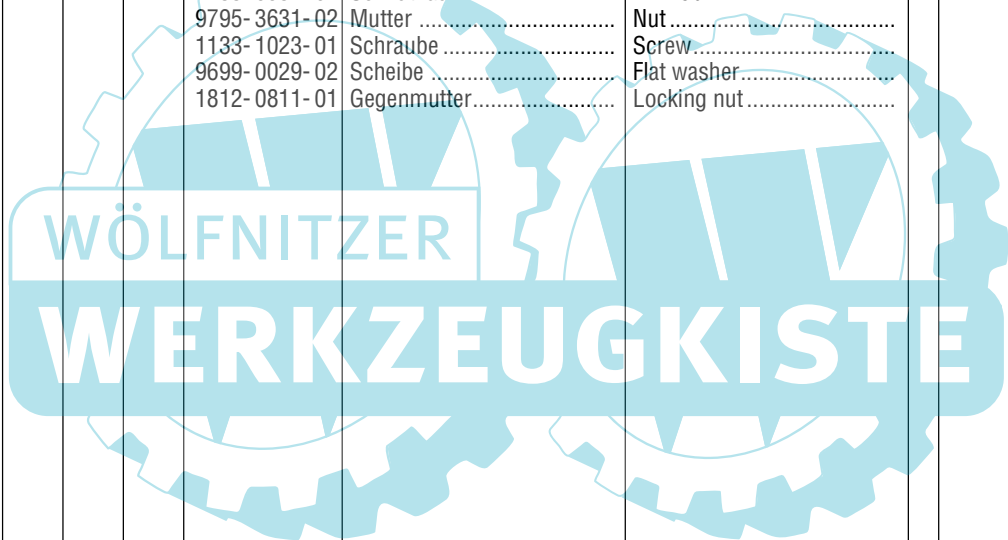 9795-3631-02 Mutter ............................ Nut ................................
1133-1023-01 Schraube ........................ Screw ............................
9699-0029-02 Scheibe .......................... Flat washer ......................
1812-0811-01 Gegenmutter .................... Locking nut ......................
WÖLFNITZER
WERKZEUGKISTE